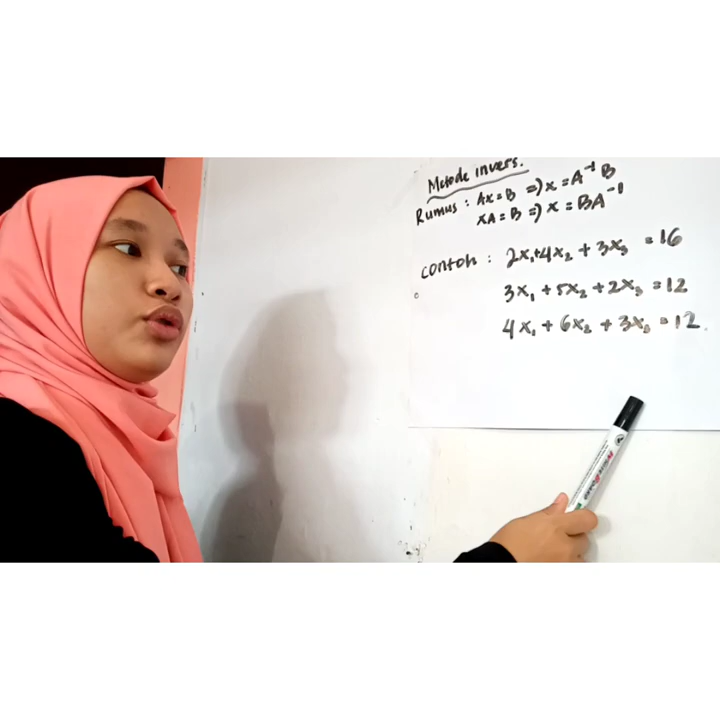 Metode invers.
Rumus : AX = B => x = A⁻¹ B
XA = B => x = BA⁻¹
contoh : 2x₁+4x₂ + 3x₃ = 16
3x₁ + 5x₂ + 2x₃ = 12
4x₁ + 6x₂ + 3x₃ = 12.